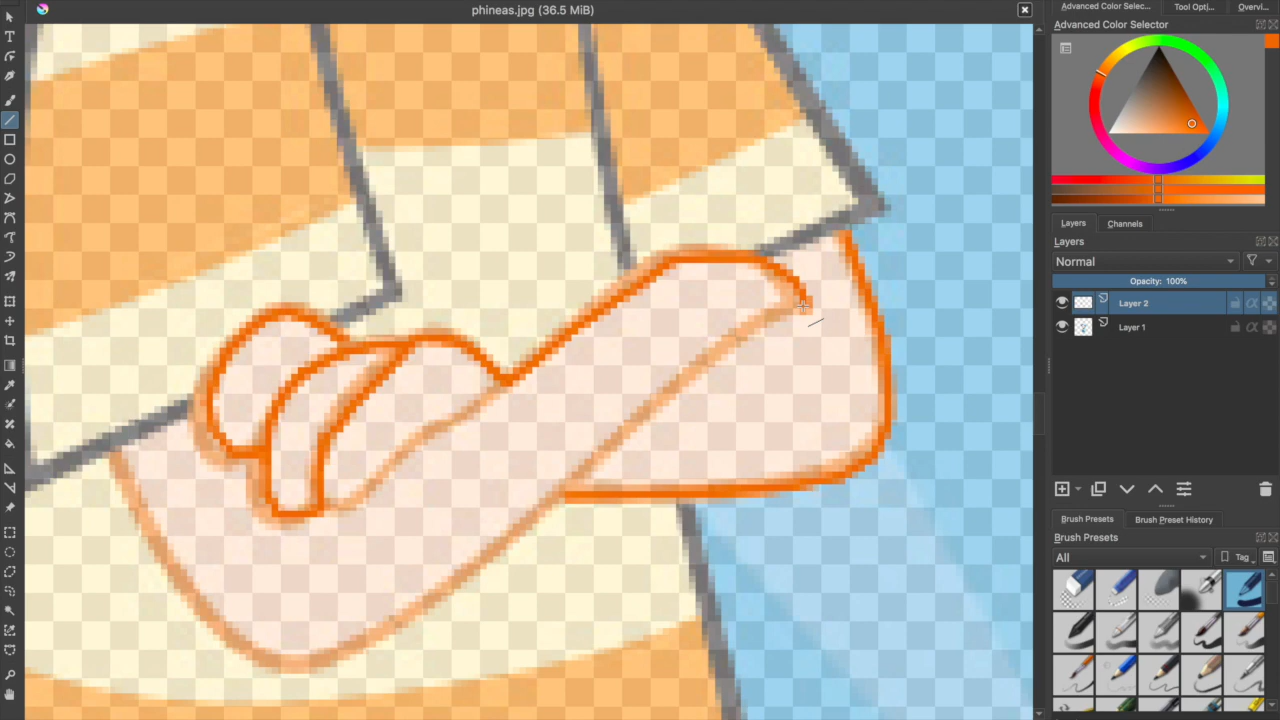 phineas.jpg (36.5 MiB)
Advanced Color Selec...
Tool Opti...
Overvi...
Advanced Color Selector
Layers
Channels
Layers
Normal
Opacity: 100%
Layer 2
Layer 1
Brush Presets
Brush Preset History
Brush Presets
All
Tag